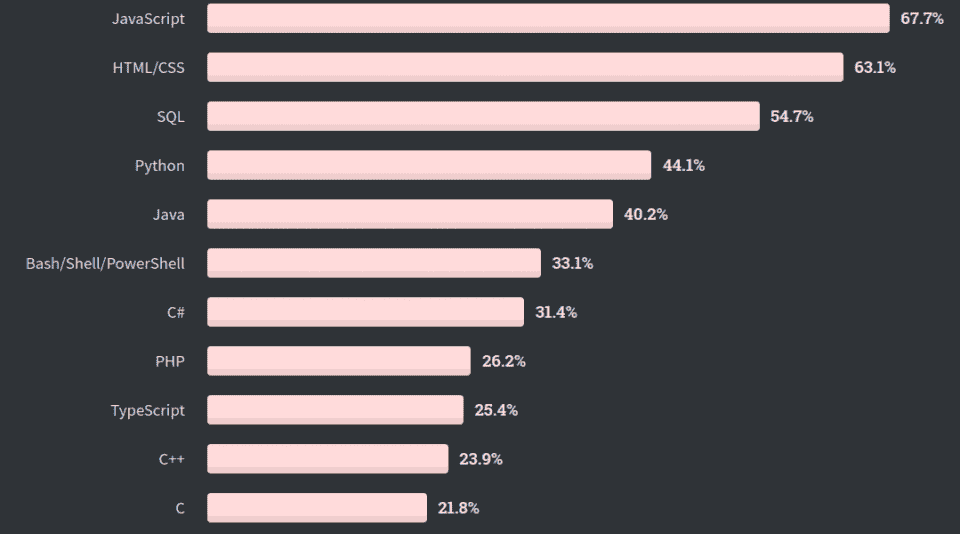 JavaScript 67.7%
HTML/CSS 63.1%
SQL 54.7%
Python 44.1%
Java 40.2%
Bash/Shell/PowerShell 33.1%
C# 31.4%
PHP 26.2%
TypeScript 25.4%
C++ 23.9%
C 21.8%